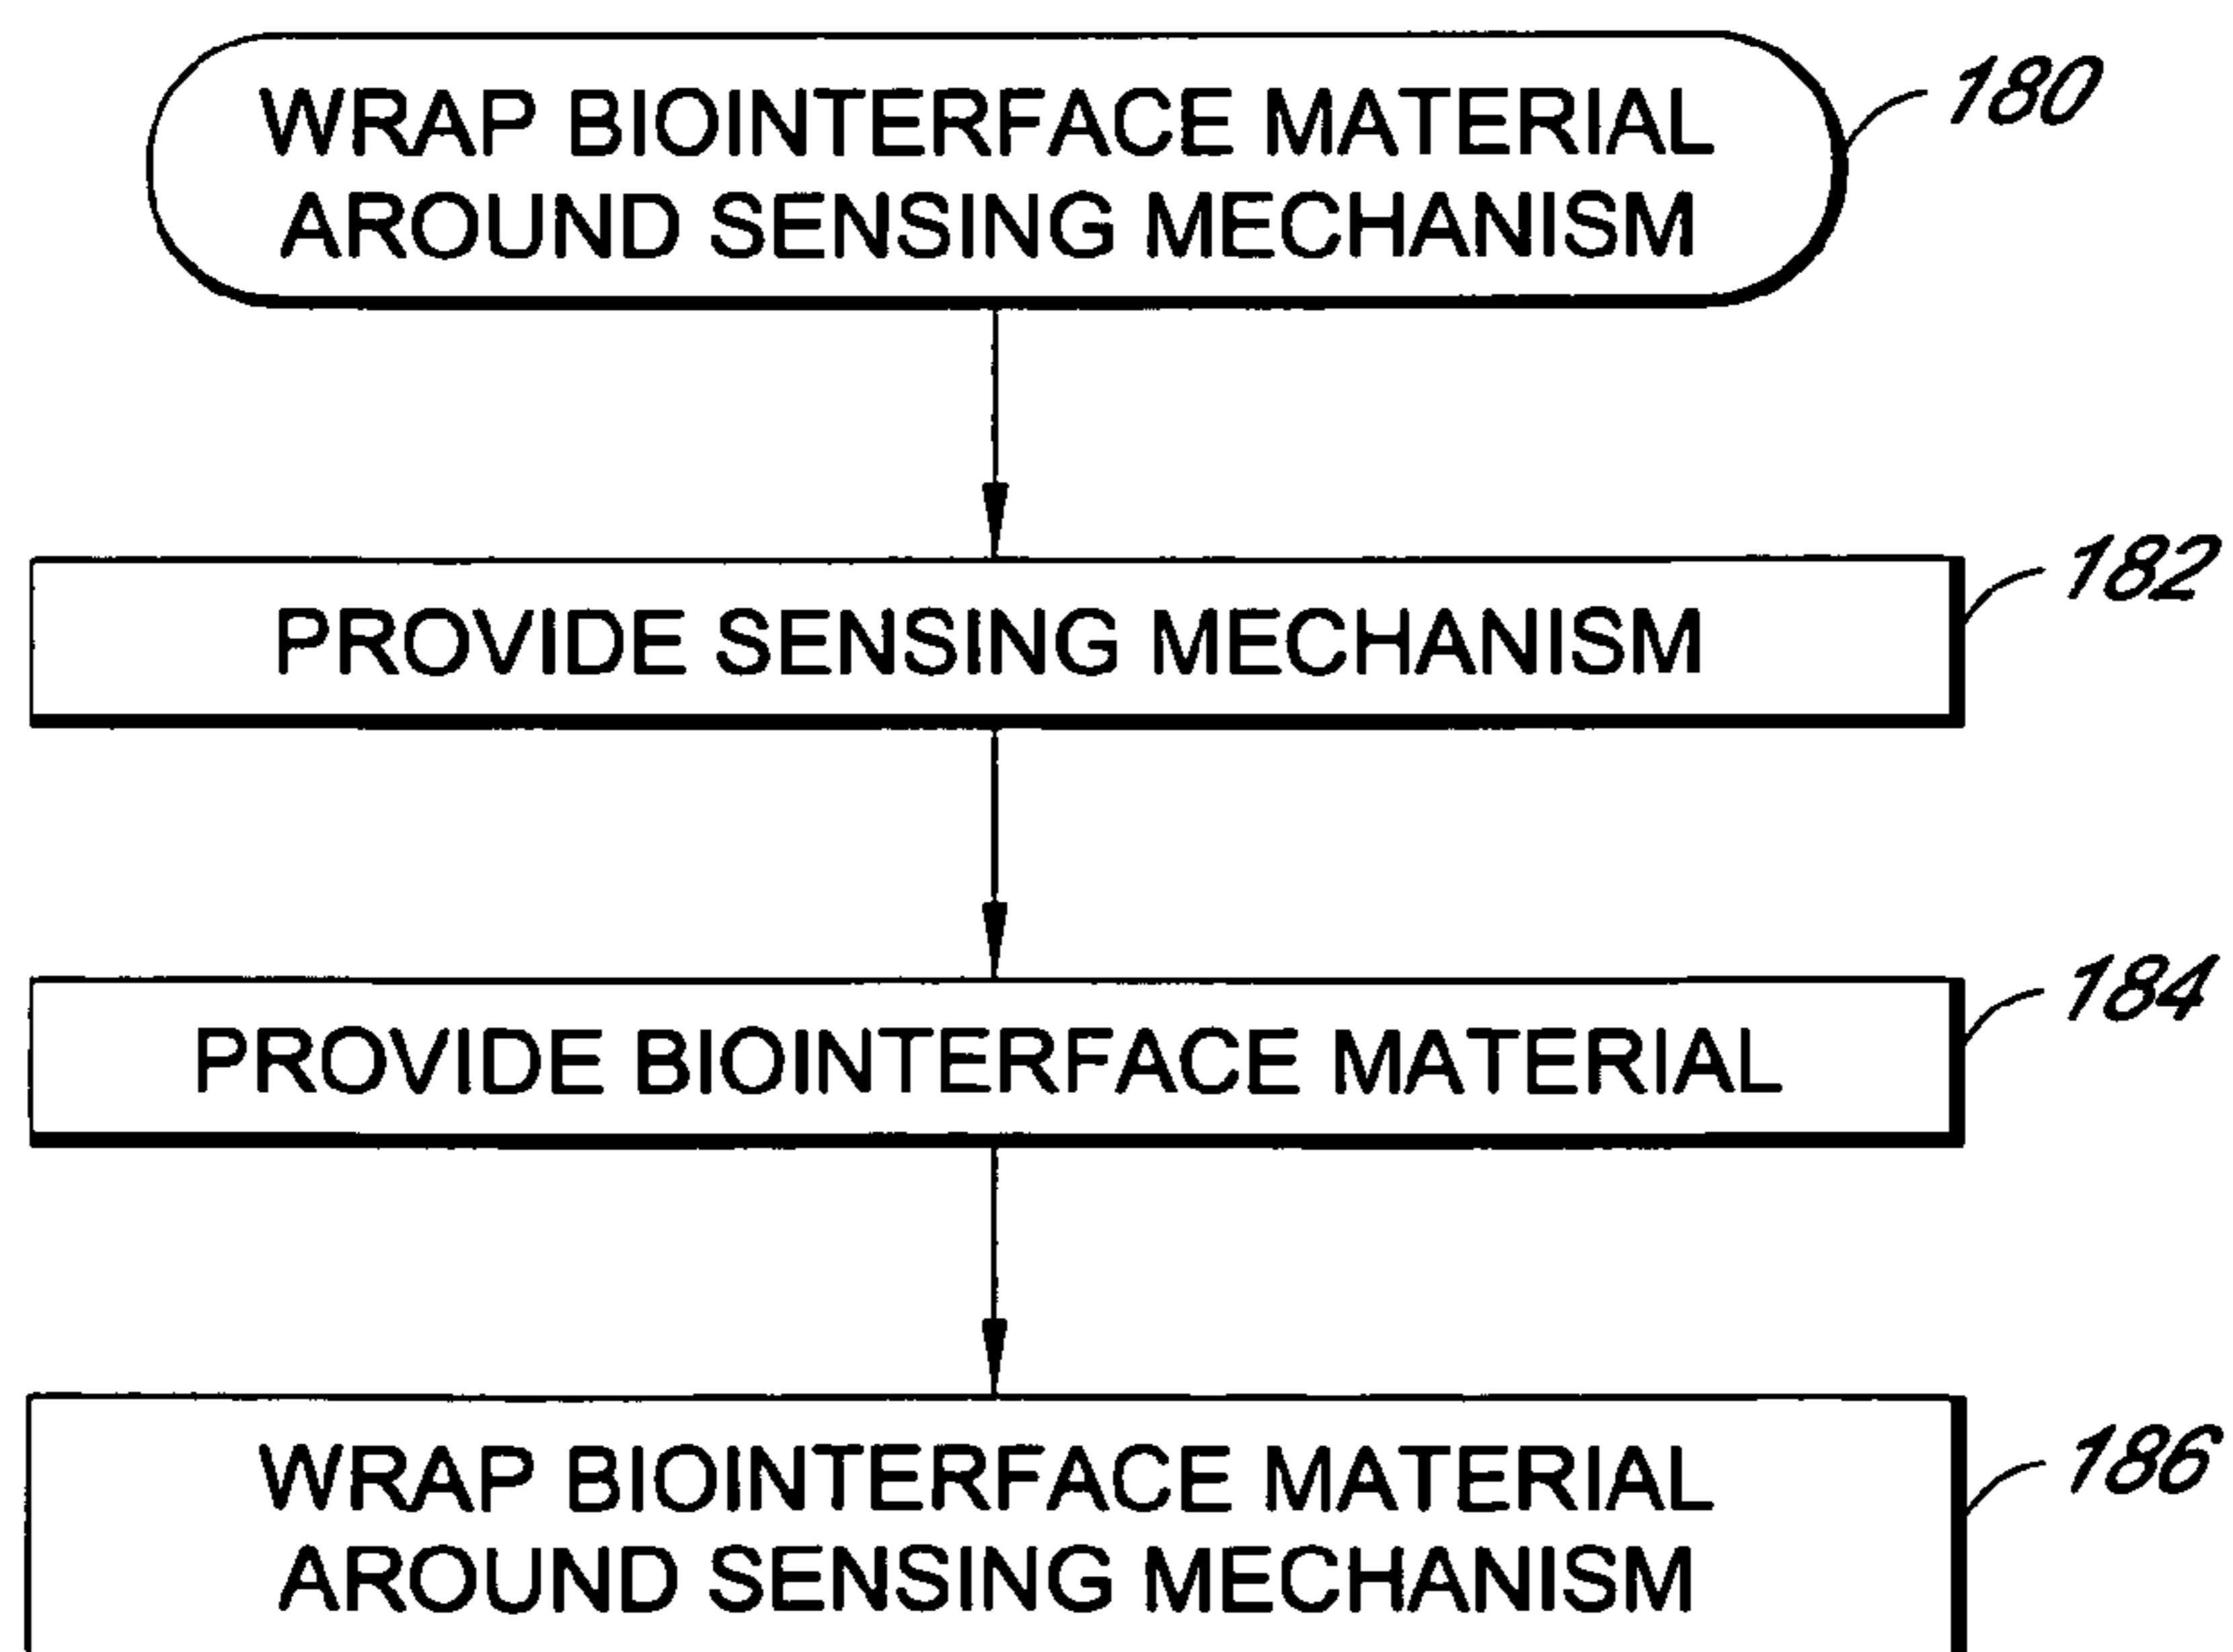 WRAP BIOINTERFACE MATERIAL
AROUND SENSING MECHANISM
180
PROVIDE SENSING MECHANISM
182
PROVIDE BIOINTERFACE MATERIAL
184
WRAP BIOINTERFACE MATERIAL
AROUND SENSING MECHANISM
186